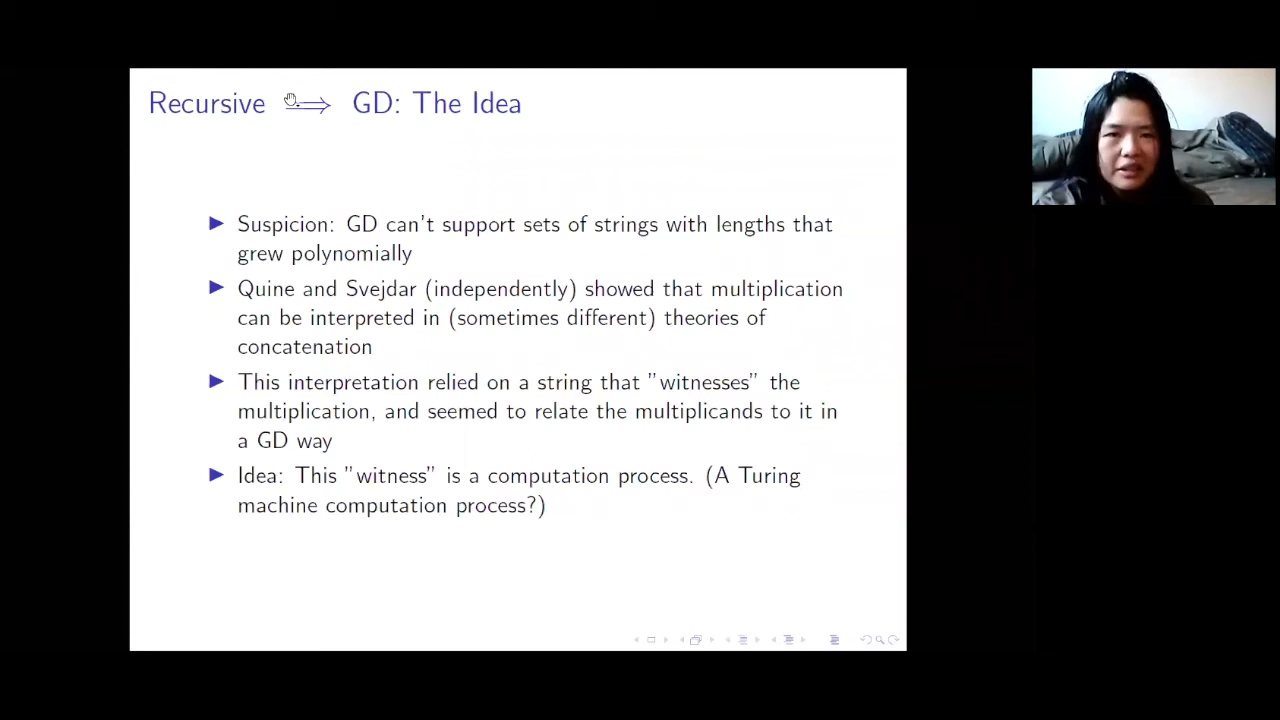 Recursive ⟹ GD: The Idea
▶ Suspicion: GD can't support sets of strings with lengths that
grew polynomially
▶ Quine and Svejdar (independently) showed that multiplication
can be interpreted in (sometimes different) theories of
concatenation
▶ This interpretation relied on a string that ”witnesses” the
multiplication, and seemed to relate the multiplicands to it in
a GD way
▶ Idea: This ”witness” is a computation process. (A Turing
machine computation process?)